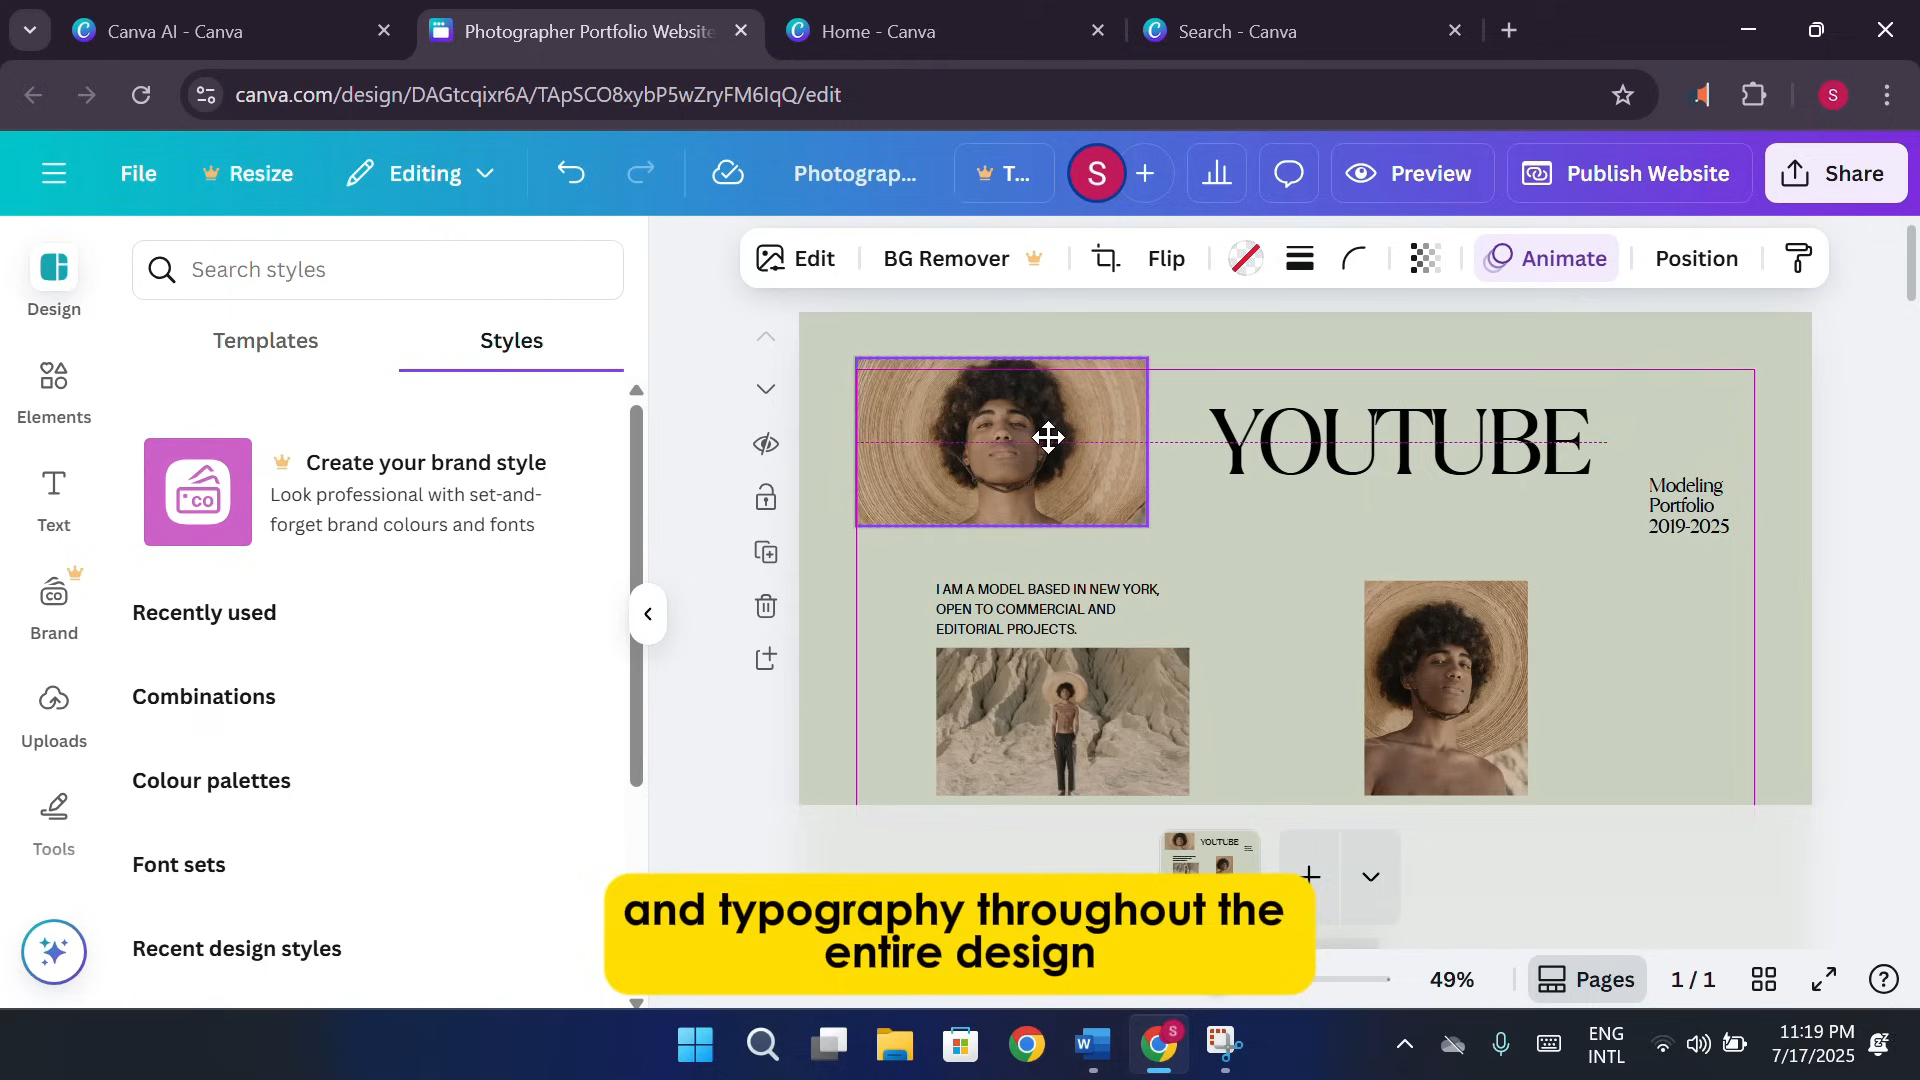 Canva AI - Canva
Photographer Portfolio Website
Home - Canva
Search - Canva
canva.com/design/DAGtcqixr6A/TApSCO8xybP5wZryFM6IqQ/edit
S
File
Resize
Editing
Photograp...
T...
S
Preview
Publish Website
Share
Design
Elements
Text
Brand
Uploads
Tools
Search styles
Templates
Styles
CO
Create your brand style
Look professional with set-and-
forget brand colours and fonts
Recently used
Combinations
Colour palettes
Font sets
Recent design styles
Edit
BG Remover
Flip
Animate
Position
YOUTUBE
Modeling
Portfolio
2019-2025
I AM A MODEL BASED IN NEW YORK,
OPEN TO COMMERCIAL AND
EDITORIAL PROJECTS.
YOUTUBE
and typography throughout the
entire design
49%
Pages
1 / 1
ENG
INTL
11:19 PM
7/17/2025